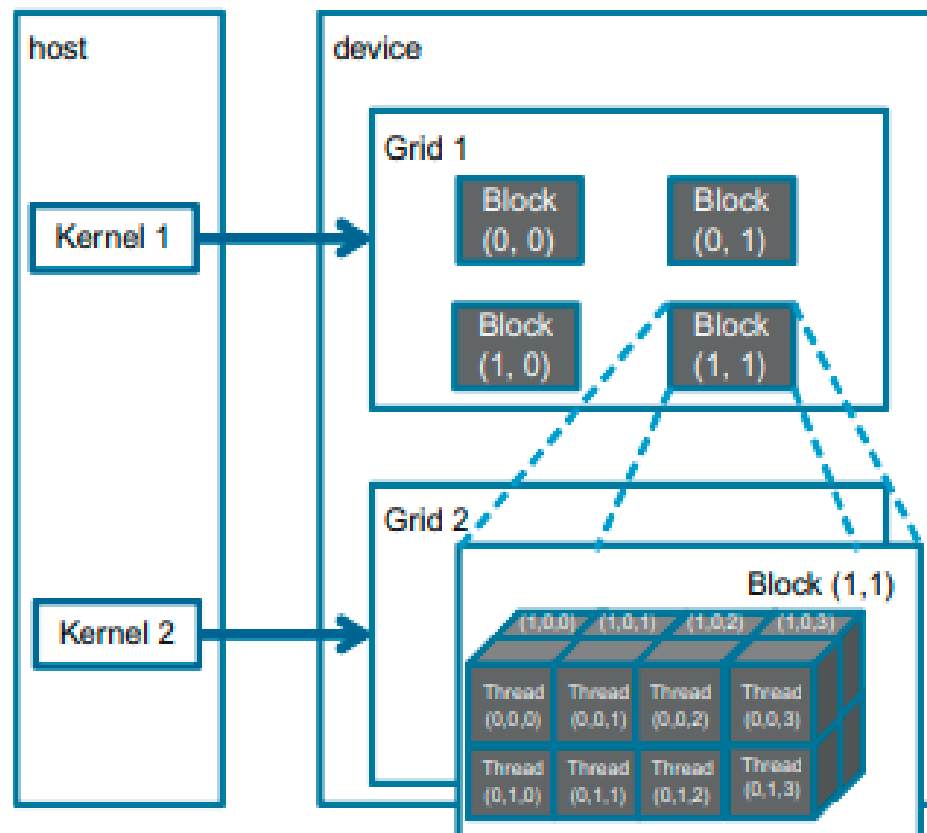 host
device
Grid 1
Block
(0, 0)
Block
(0, 1)
Kernel 1
Block
(1, 0)
Block
(1, 1)
Grid 2
Block (1,1)
Kernel 2
(1,0,0) (1,0,1) (1,0,2) (1,0,3)
Thread
(0,0,0)
Thread
(0,0,1)
Thread
(0,0,2)
Thread
(0,0,3)
Thread
(0,1,0)
Thread
(0,1,1)
Thread
(0,1,2)
Thread
(0,1,3)